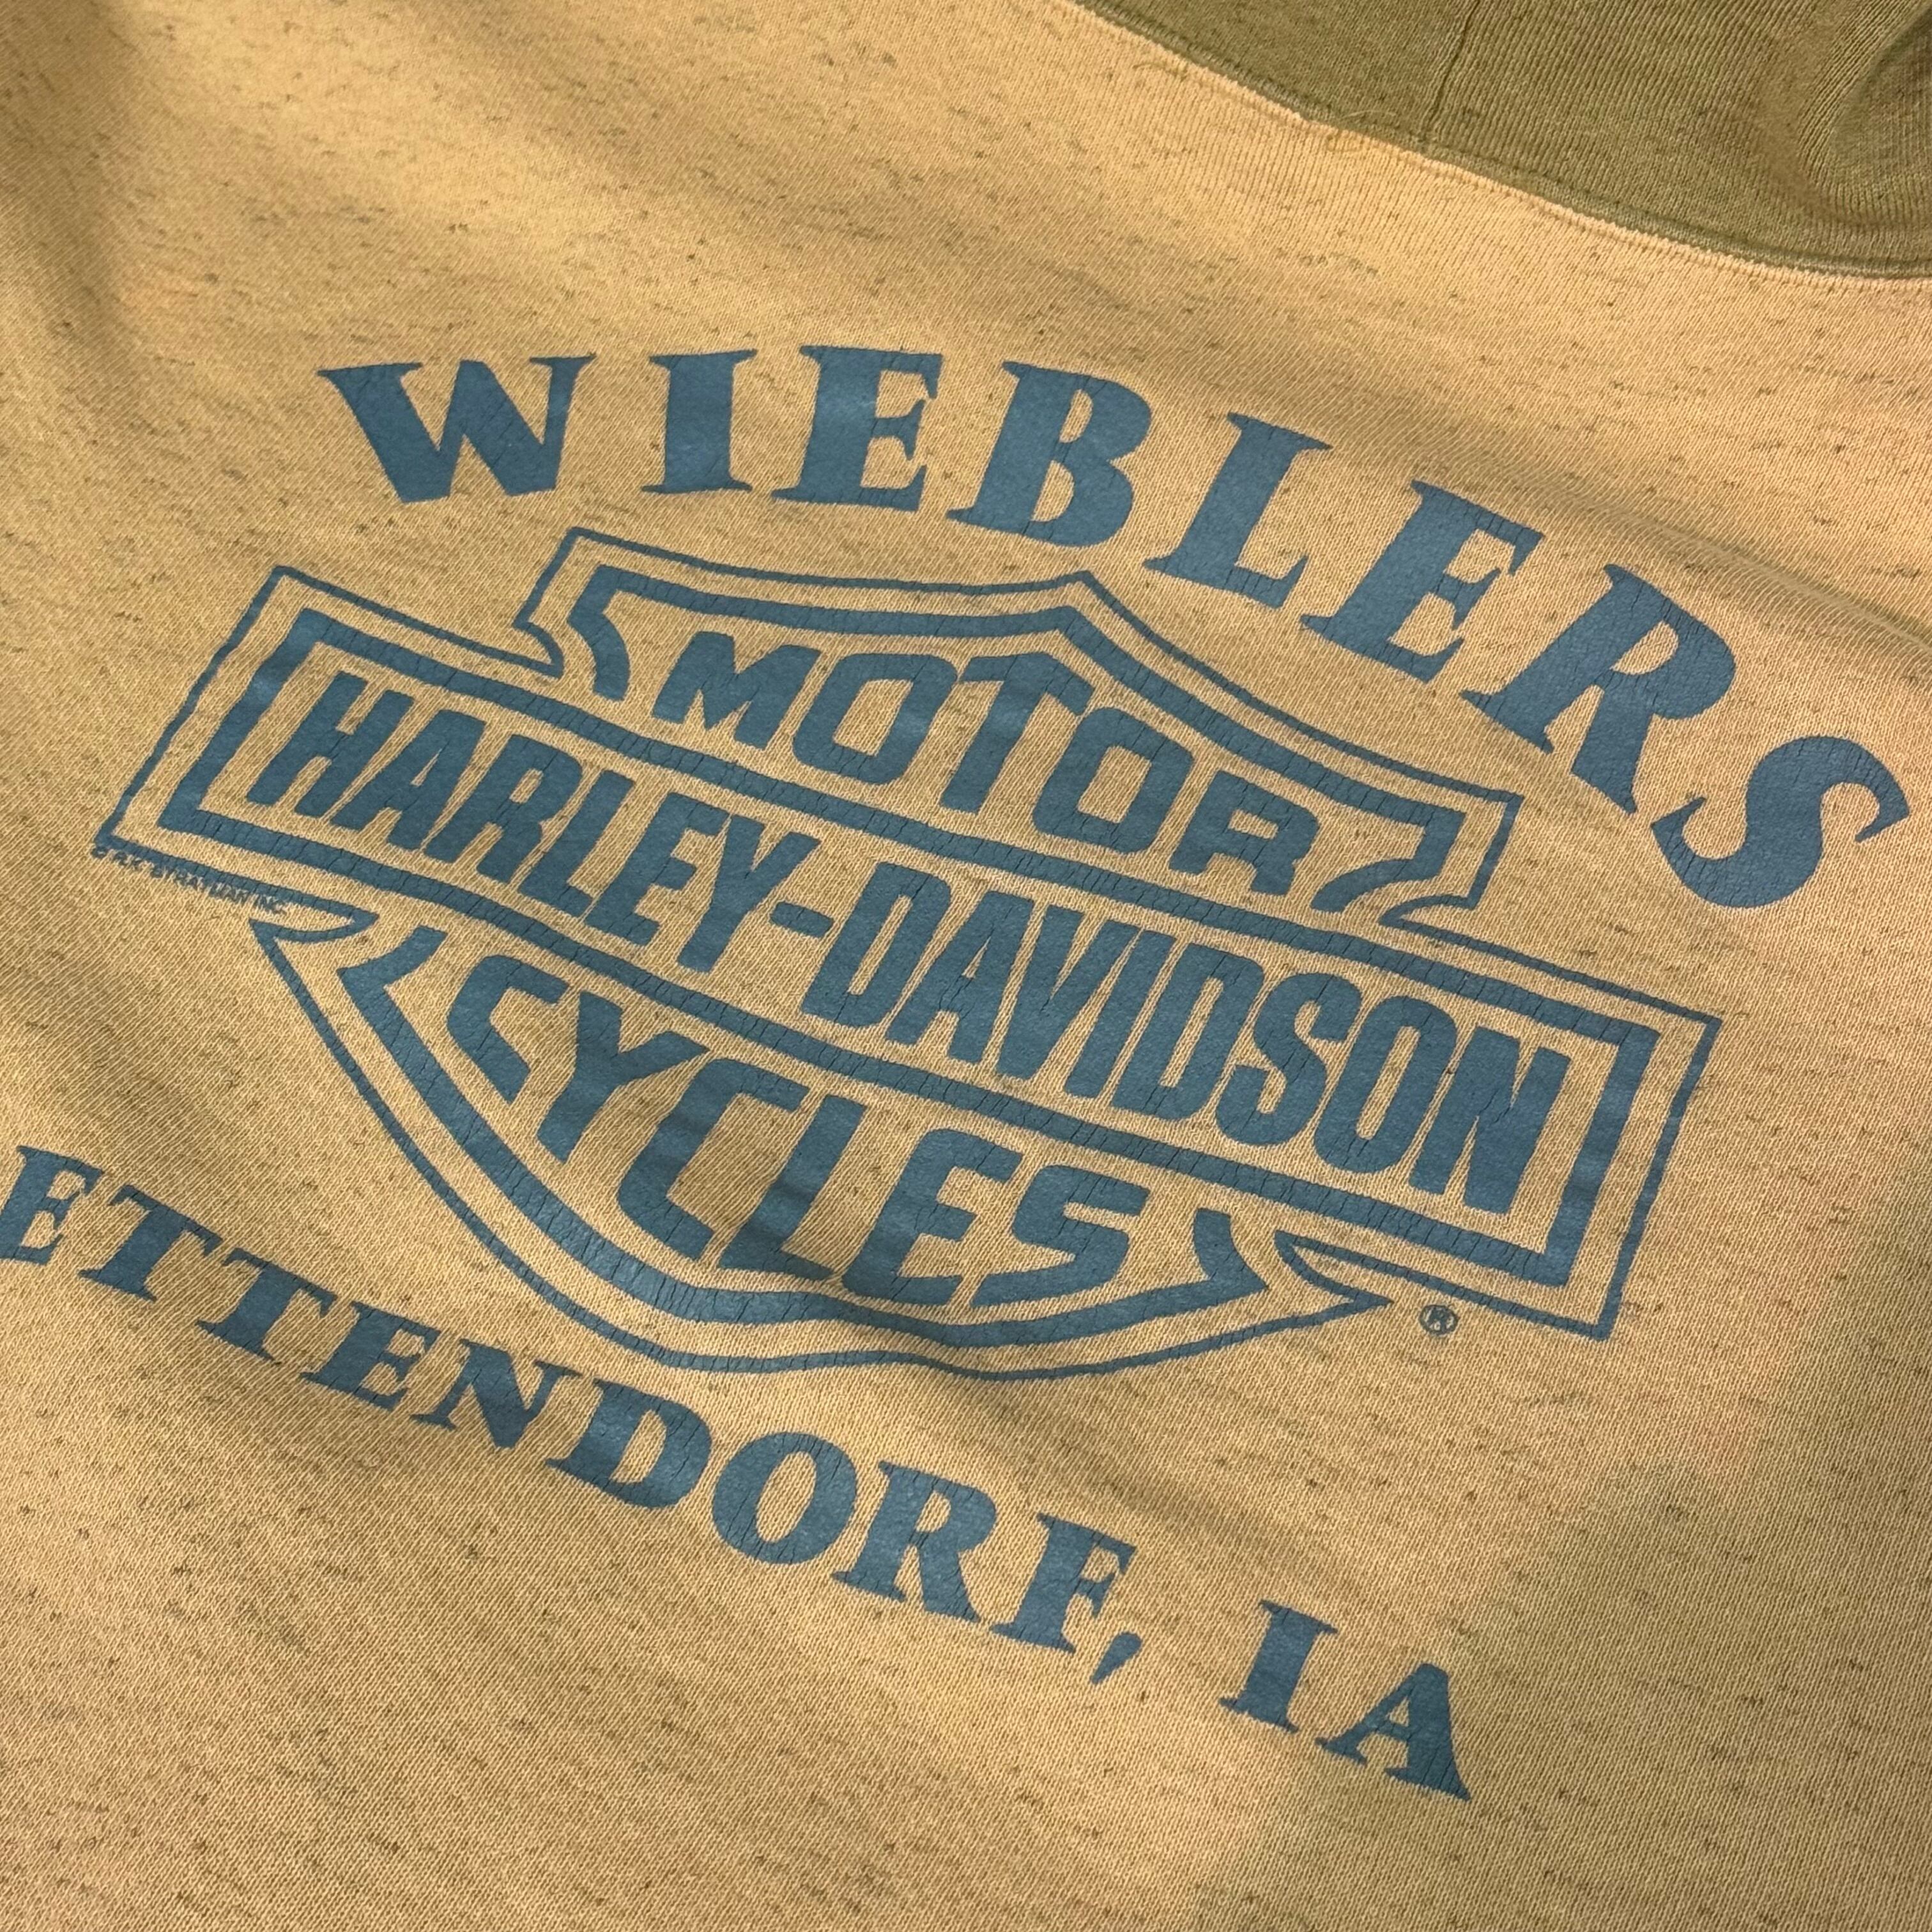 WIEBLERS
MOTOR
HARLEY-DAVIDSON
CYCLES
®
ETTENDORF, IA